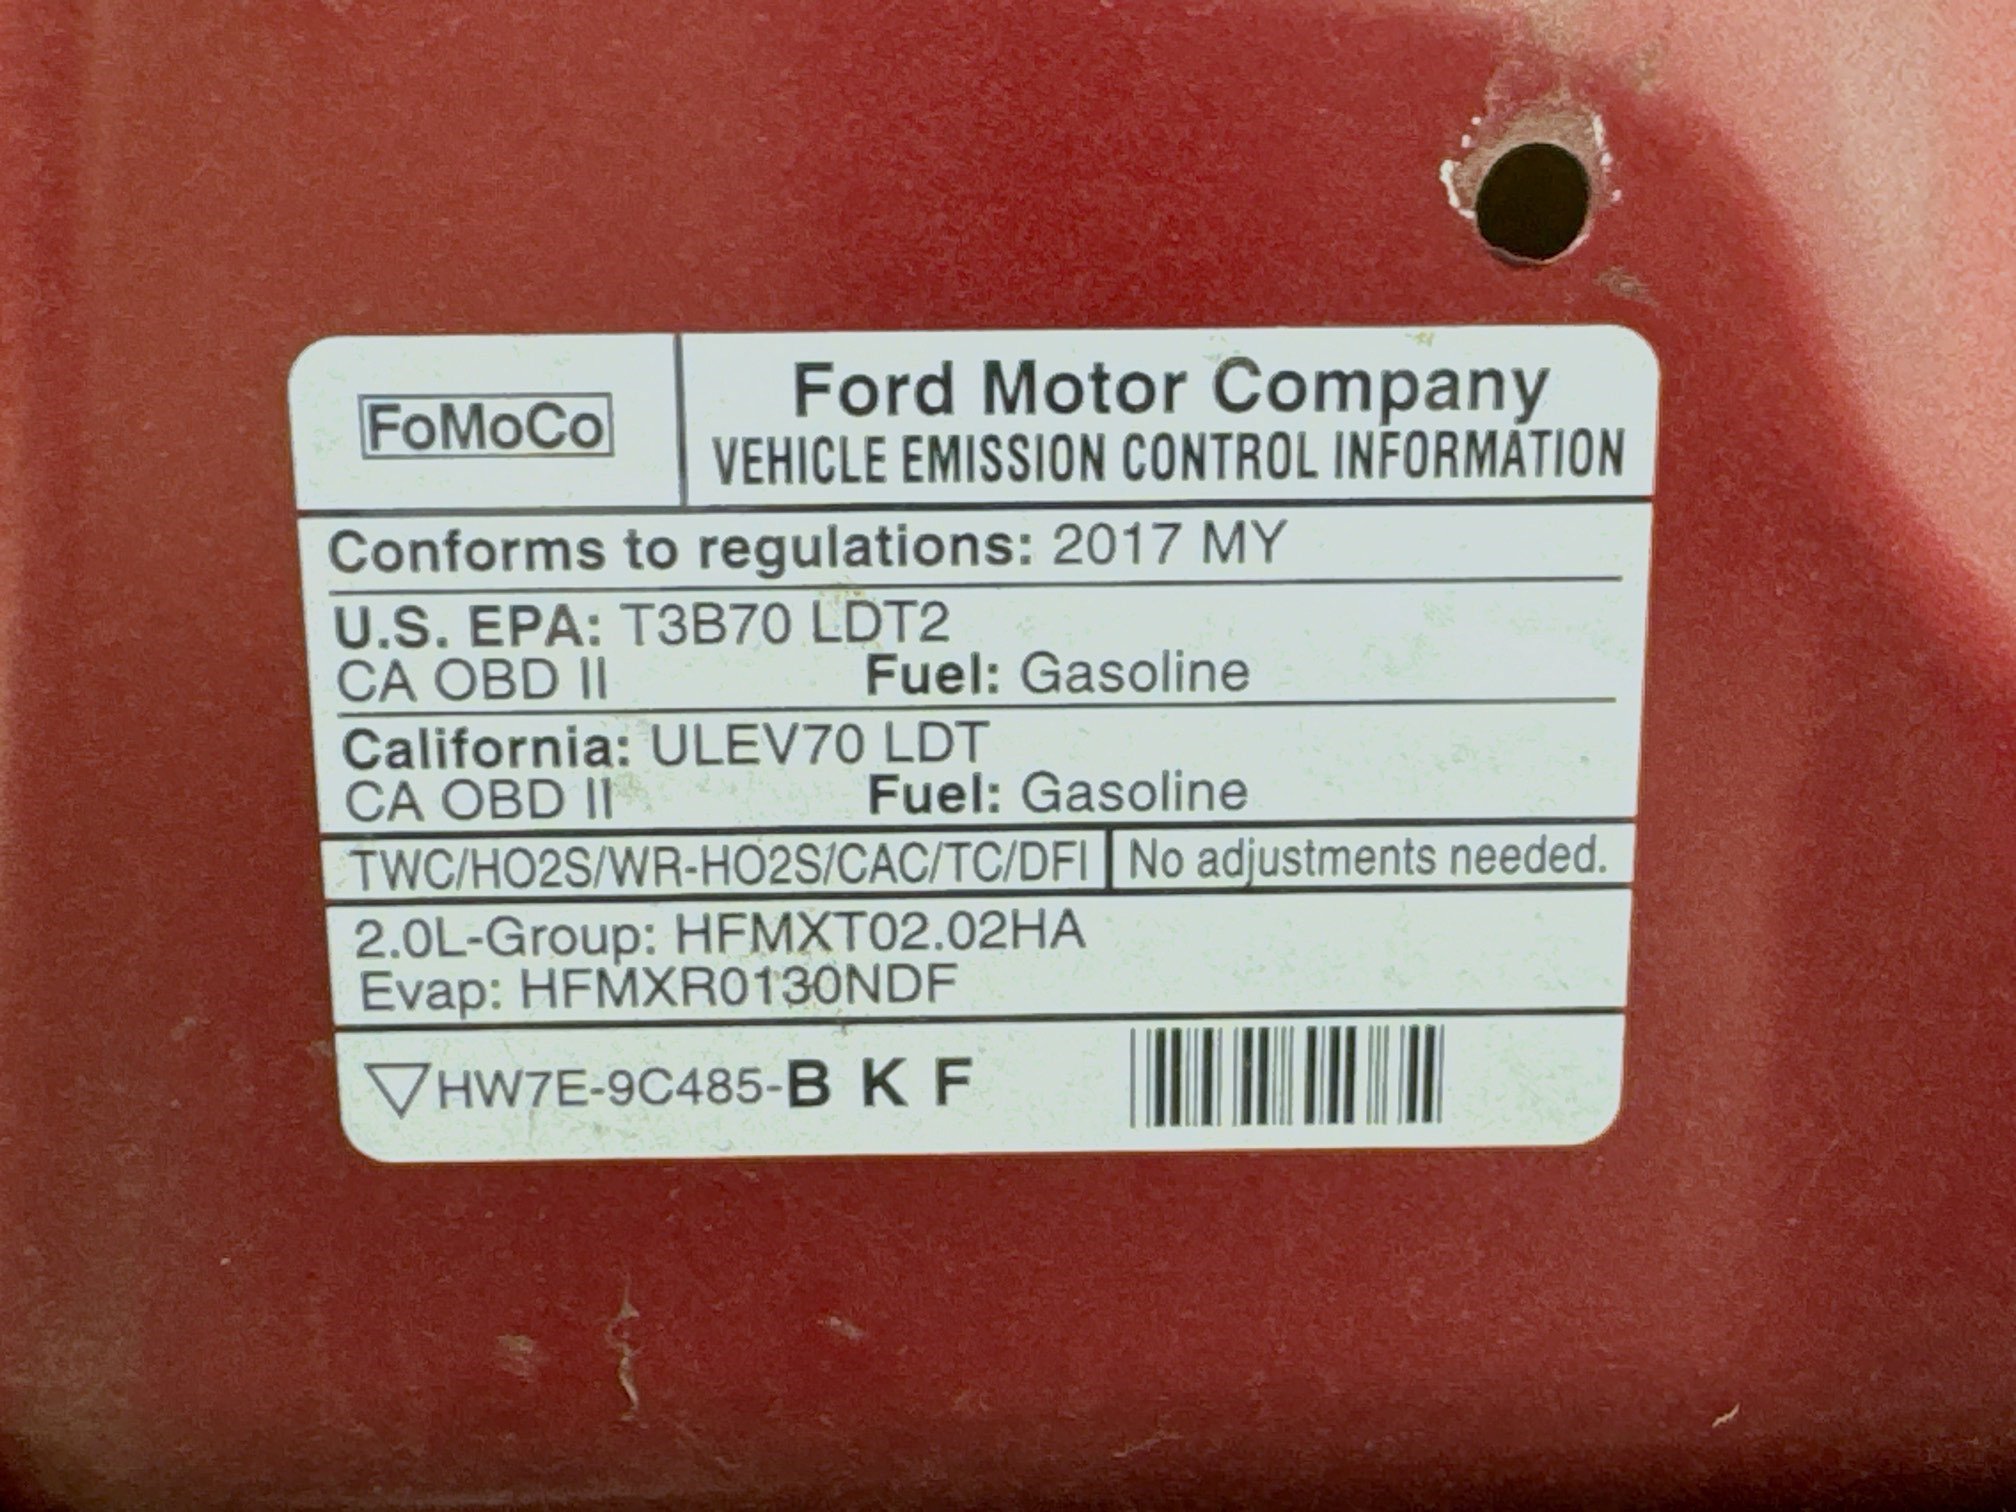 FoMoCo
Ford Motor Company
VEHICLE EMISSION CONTROL INFORMATION
Conforms to regulations: 2017 MY
U.S. EPA: T3B70 LDT2
CA OBD II Fuel: Gasoline
California: ULEV70 LDT
CA OBD II Fuel: Gasoline
TWC/HO2S/WR-HO2S/CAC/TC/DFI No adjustments needed.
2.0L-Group: HFMXT02.02HA
Evap: HFMXR0130NDF
▽HW7E-9C485-B K F